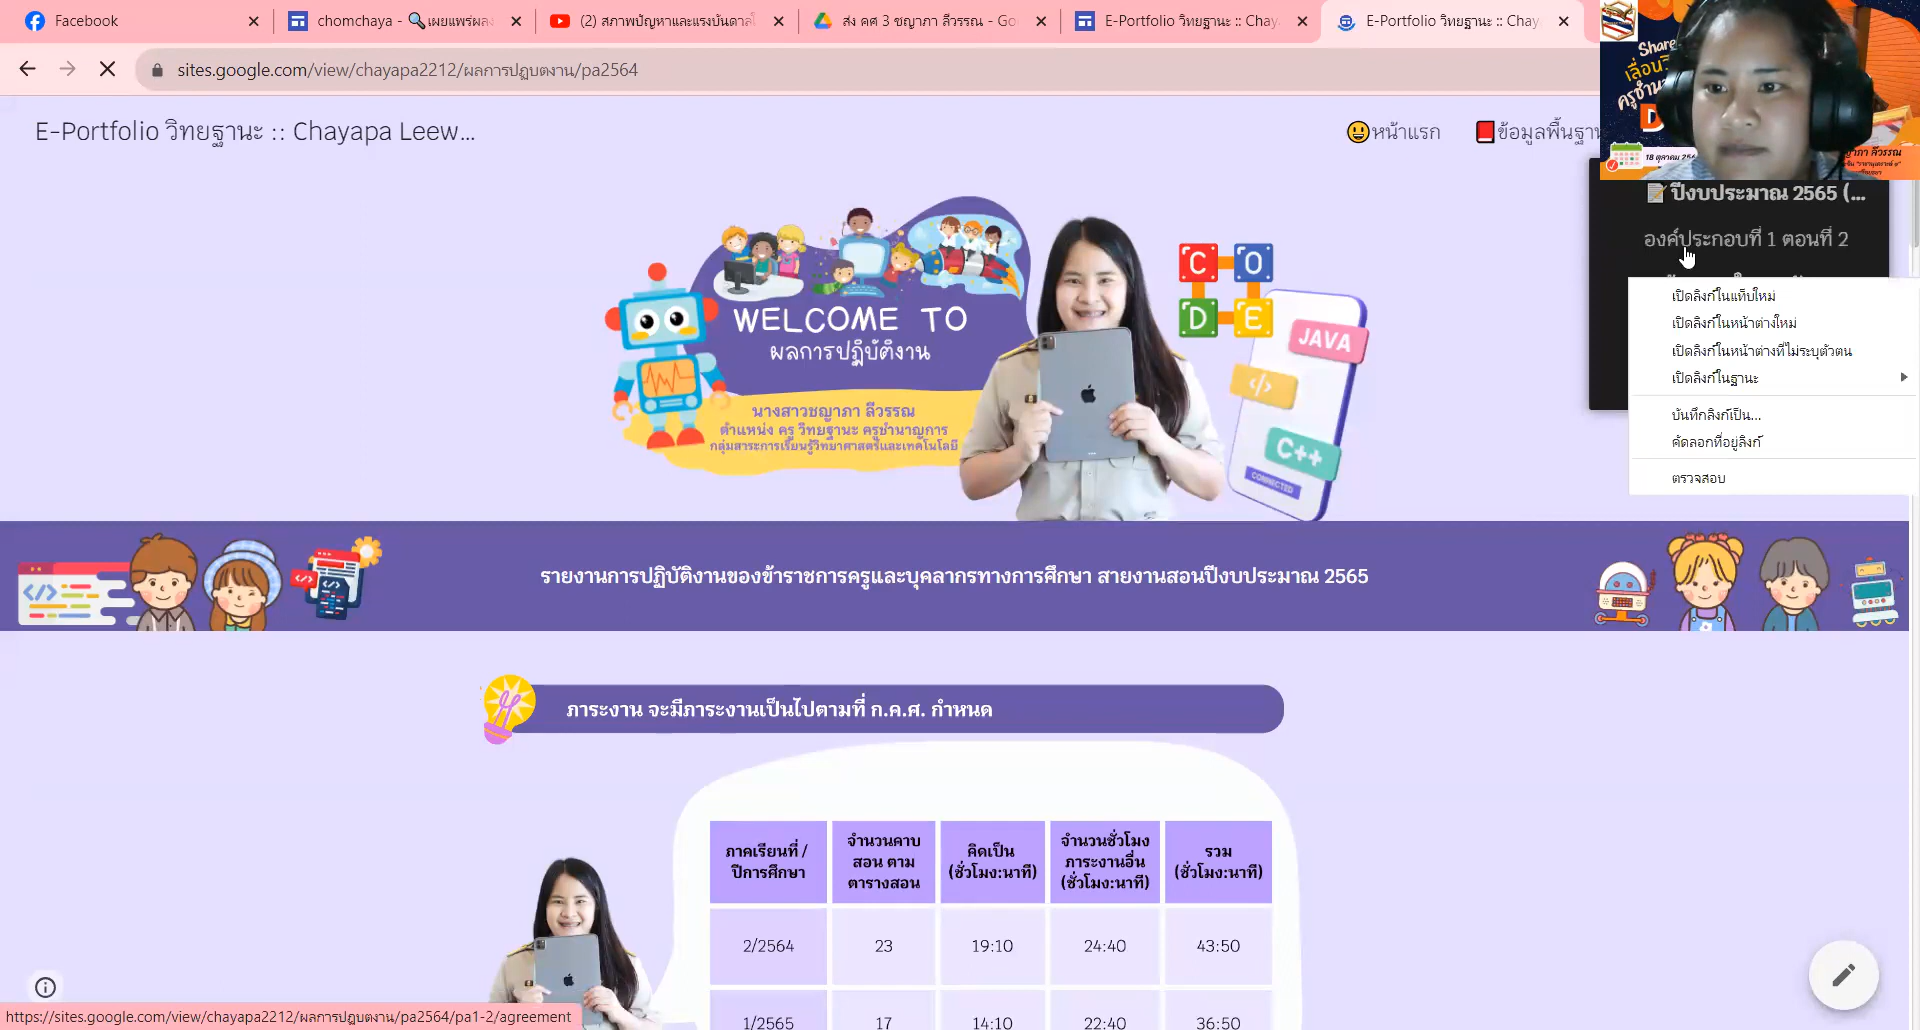 Facebook
chomchaya - 🔍เผยแพร่ผลง
(2) สภาพปัญหาและแรงบันดาลใ
ส่ง คศ 3 ชญาภา ลีวรรณ - Go
E-Portfolio วิทยฐานะ :: Chay
E-Portfolio วิทยฐานะ :: Chay
sites.google.com/view/chayapa2212/ผลการปฏิบัติงาน/pa2564
Share
E-Portfolio วิทยฐานะ :: Chayapa Leew...
😃หน้าแรก
📕ข้อมูลพื้นฐาน
18 ตุลาคม 256
ญาภา ลีวรรณ
📝 ปีงบประมาณ 2565 (...
องค์ประกอบที่ 1 ตอนที่ 2
เปิดลิงก์ในแท็บใหม่
เปิดลิงก์ในหน้าต่างใหม่
เปิดลิงก์ในหน้าต่างที่ไม่ระบุตัวตน
เปิดลิงก์ในฐานะ
บันทึกลิงก์เป็น...
คัดลอกที่อยู่ลิงก์
ตรวจสอบ
WELCOME TO
ผลการปฏิบัติงาน
นางสาวชญาภา ลีวรรณ
ตำแหน่ง ครู วิทยฐานะ ครูชำนาญการ
กลุ่มสาระการเรียนรู้วิทยาศาสตร์และเทคโนโลยี
C O
D E
JAVA
</>
C++
CONNECTED
รายงานการปฏิบัติงานของข้าราชการครูและบุคลากรทางการศึกษา สายงานสอนปีงบประมาณ 2565
ภาระงาน จะมีภาระงานเป็นไปตามที่ ก.ค.ศ. กำหนด
ภาคเรียนที่ /
ปีการศึกษา
จำนวนคาบ
สอน ตาม
ตารางสอน
คิดเป็น
(ชั่วโมง:นาที)
จำนวนชั่วโมง
ภาระงานอื่น
(ชั่วโมง:นาที)
รวม
(ชั่วโมง:นาที)
2/2564 23 19:10 24:40 43:50
1/2565 17 14:10 22:40 36:50
https://sites.google.com/view/chayapa2212/ผลการปฏิบัติงาน/pa2564/pa1-2/agreement